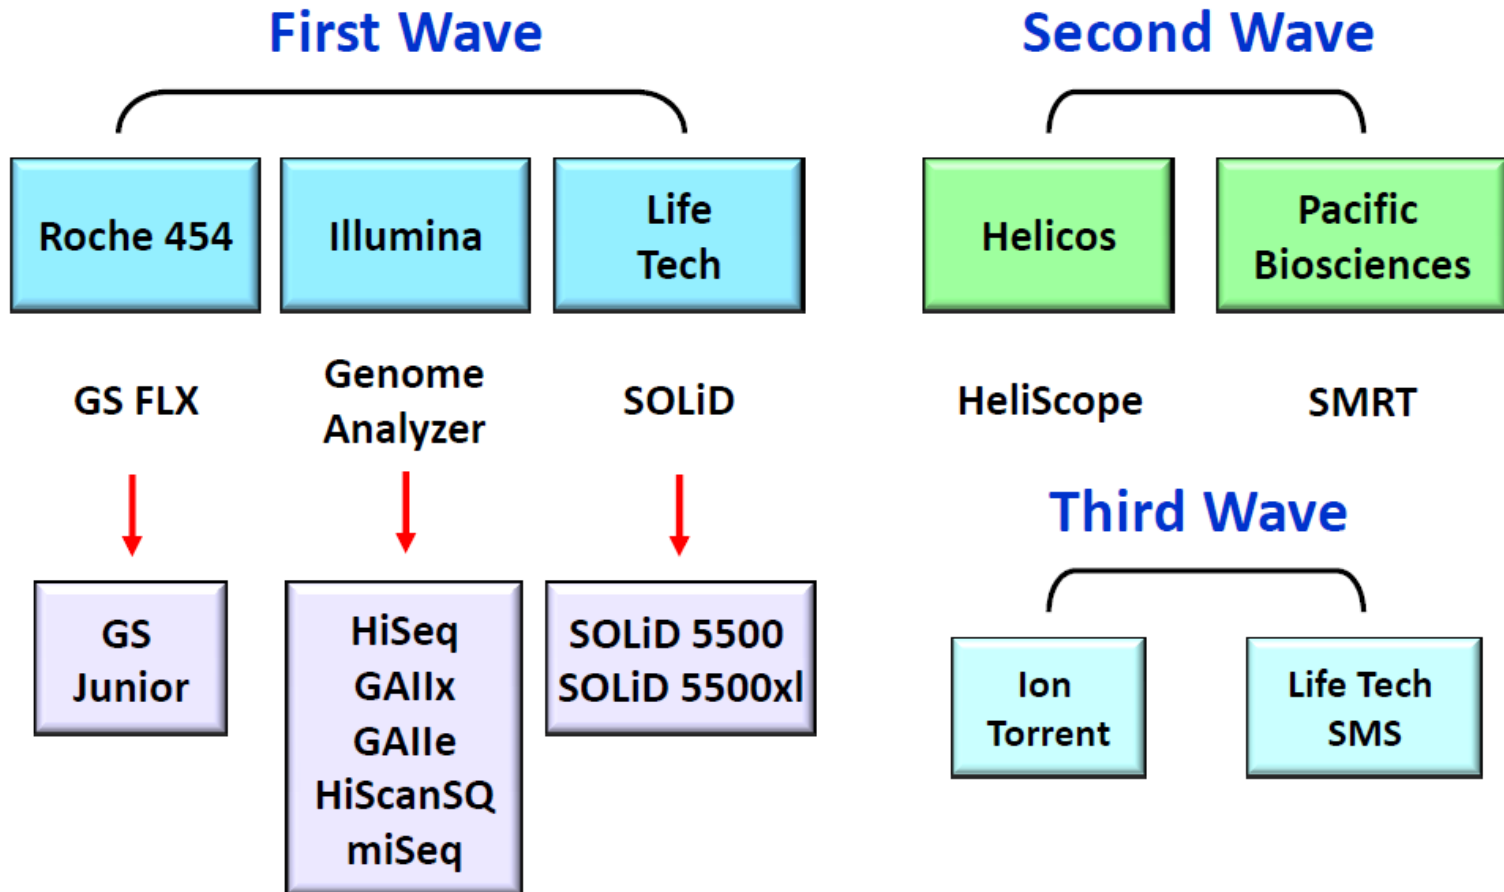 First Wave
Roche 454
Illumina
Life
Tech
GS FLX
Genome
Analyzer
SOLiD
GS
Junior
HiSeq
GAIIx
GAIIe
HiScanSQ
miSeq
SOLiD 5500
SOLiD 5500xl
Second Wave
Helicos
Pacific
Biosciences
HeliScope
SMRT
Third Wave
Ion
Torrent
Life Tech
SMS